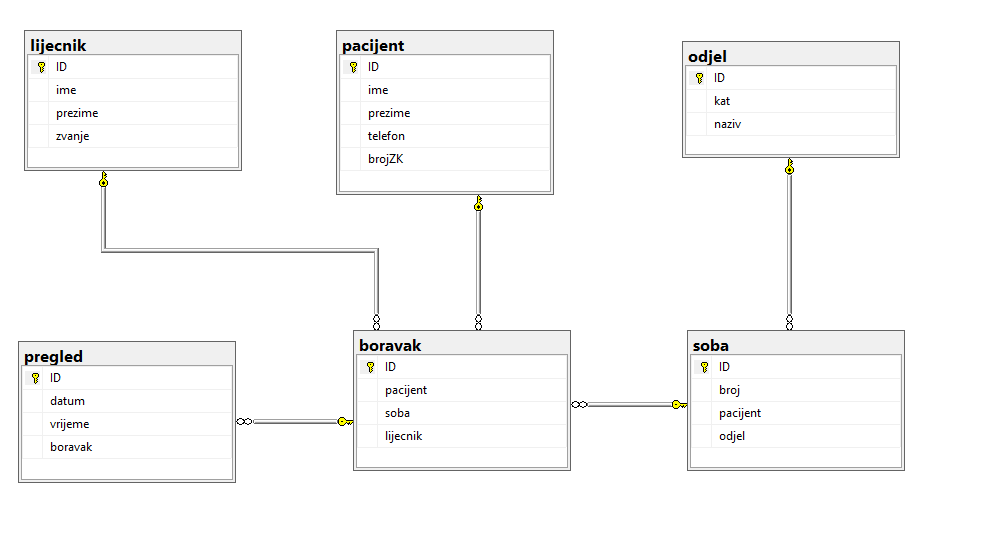 lijecnik
ID
ime
prezime
zvanje
pacijent
ID
ime
prezime
telefon
brojZK
odjel
ID
kat
naziv
pregled
ID
datum
vrijeme
boravak
boravak
ID
pacijent
soba
lijecnik
soba
ID
broj
pacijent
odjel